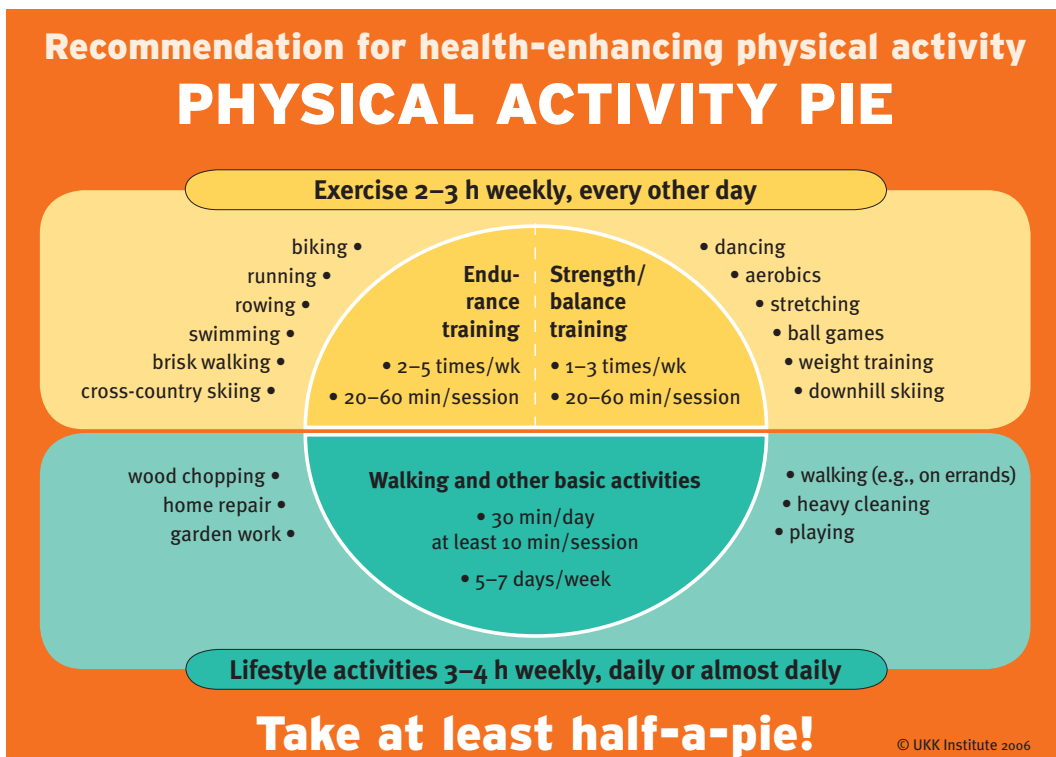 Recommendation for health-enhancing physical activity
PHYSICAL ACTIVITY PIE
Exercise 2–3 h weekly, every other day
biking •
running •
rowing •
swimming •
brisk walking •
cross-country skiing •
Endu-
rance
training
• 2–5 times/wk
• 20–60 min/session
Strength/
balance
training
• 1–3 times/wk
• 20–60 min/session
• dancing
• aerobics
• stretching
• ball games
• weight training
• downhill skiing
wood chopping •
home repair •
garden work •
Walking and other basic activities
• 30 min/day
at least 10 min/session
• 5–7 days/week
• walking (e.g., on errands)
• heavy cleaning
• playing
Lifestyle activities 3–4 h weekly, daily or almost daily
Take at least half-a-pie!
© UKK Institute 2006